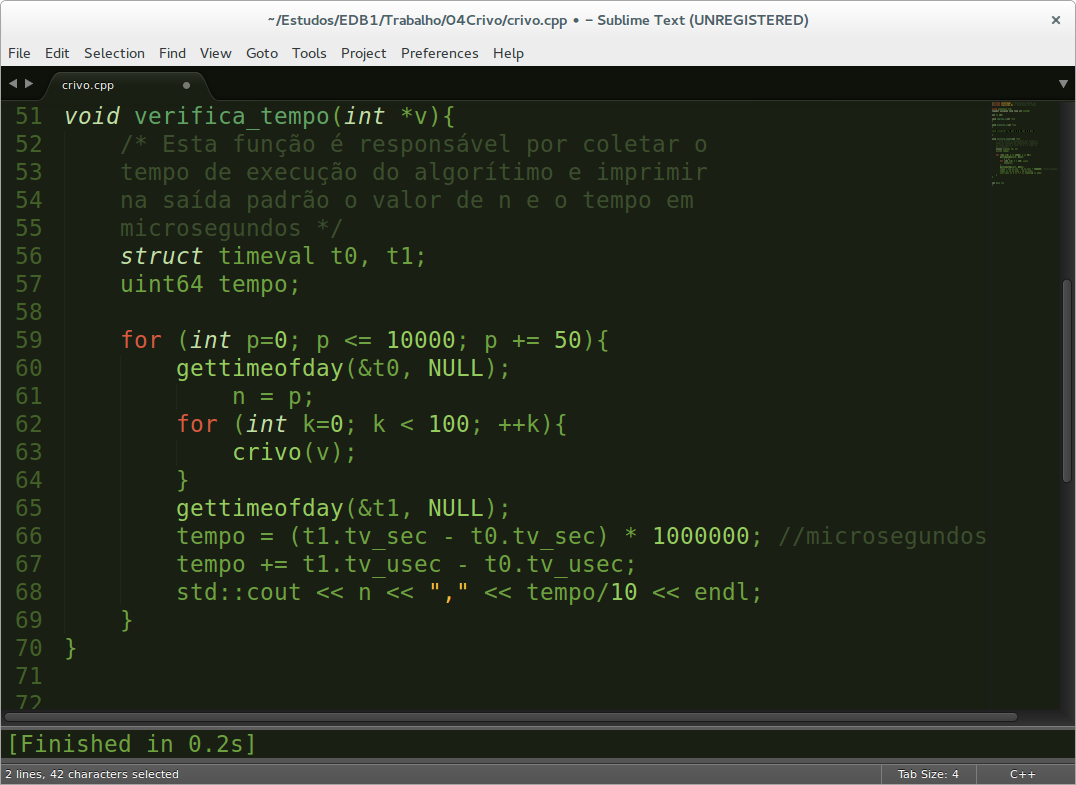 ~/Estudos/EDB1/Trabalho/O4Crivo/crivo.cpp • – Sublime Text (UNREGISTERED)
File Edit Selection Find View Goto Tools Project Preferences Help
crivo.cpp
51 void verifica_tempo(int *v){
52     /* Esta função é responsável por coletar o
53     tempo de execução do algorítimo e imprimir
54     na saída padrão o valor de n e o tempo em
55     microsegundos */
56     struct timeval t0, t1;
57     uint64 tempo;
58
59     for (int p=0; p <= 10000; p += 50){
60         gettimeofday(&t0, NULL);
61             n = p;
62         for (int k=0; k < 100; ++k){
63             crivo(v);
64         }
65         gettimeofday(&t1, NULL);
66         tempo = (t1.tv_sec - t0.tv_sec) * 1000000; //microsegundos
67         tempo += t1.tv_usec - t0.tv_usec;
68         std::cout << n << "," << tempo/10 << endl;
69     }
70 }
71
72
[Finished in 0.2s]
2 lines, 42 characters selected Tab Size: 4 C++